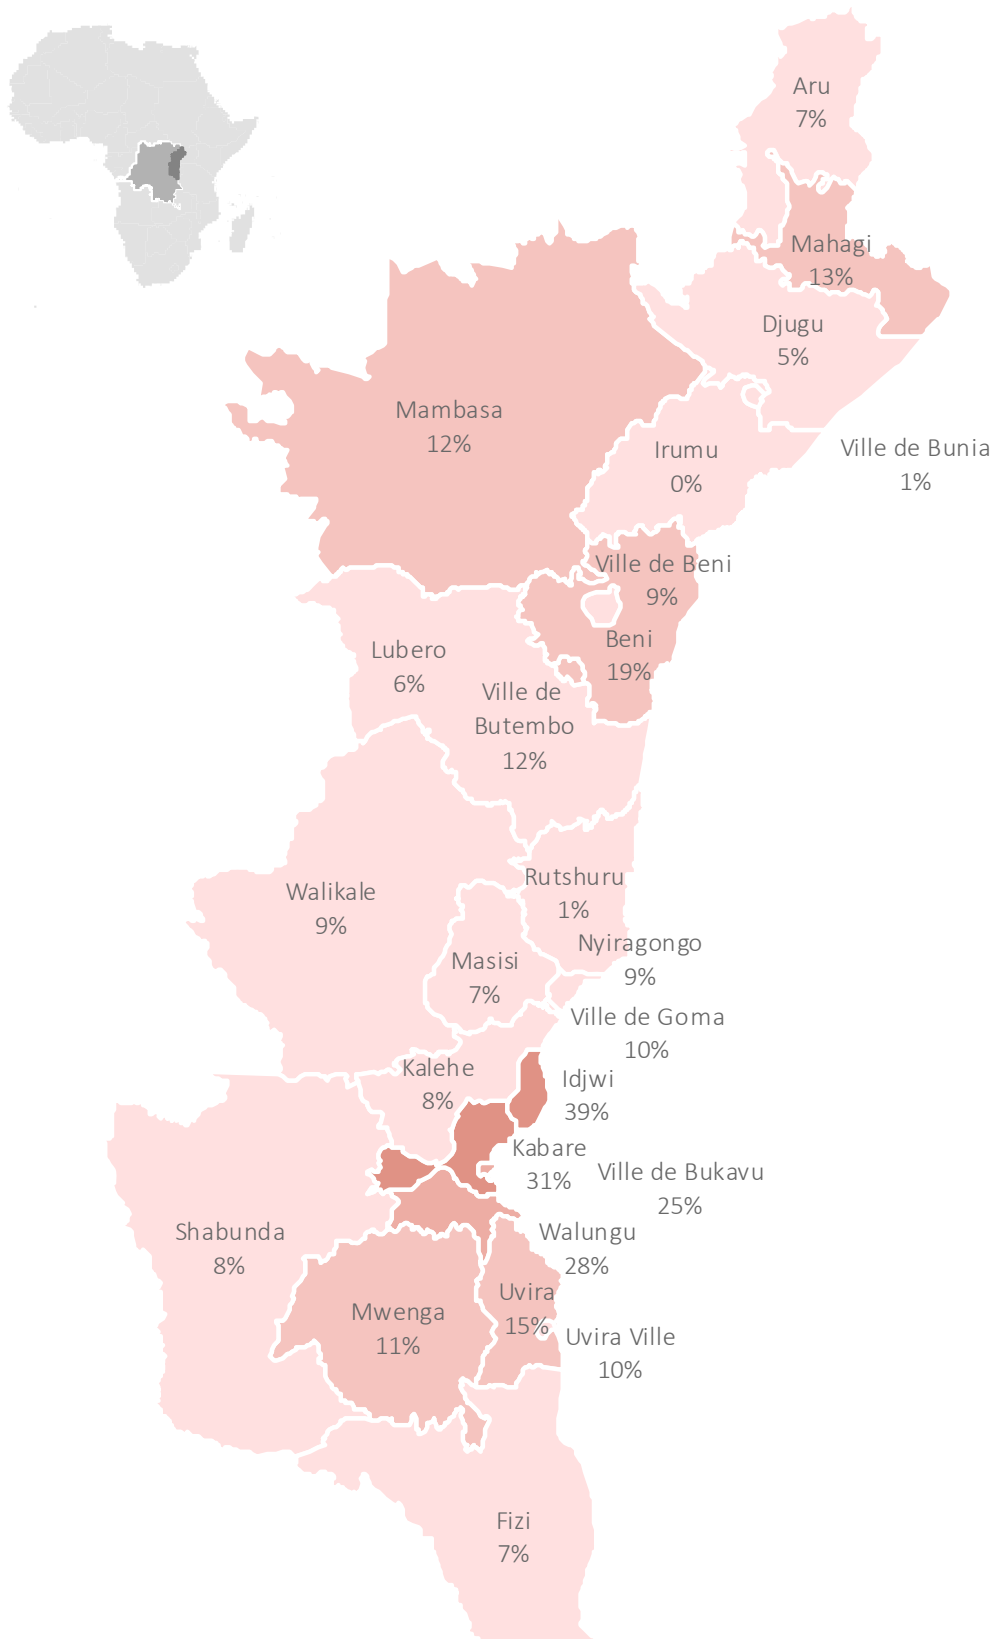 Aru
7%
Mahagi
13%
Djugu
5%
Mambasa
12%
Irumu
0%
Ville de Bunia
1%
Ville de Beni
9%
Beni
19%
Lubero
6%
Ville de
Butembo
12%
Rutshuru
1%
Walikale
9%
Nyiragongo
9%
Masisi
7%
Ville de Goma
10%
Kalehe
8%
Idjwi
39%
Kabare
31%
Ville de Bukavu
25%
Shabunda
8%
Walungu
28%
Uvira
15%
Mwenga
11%
Uvira Ville
10%
Fizi
7%